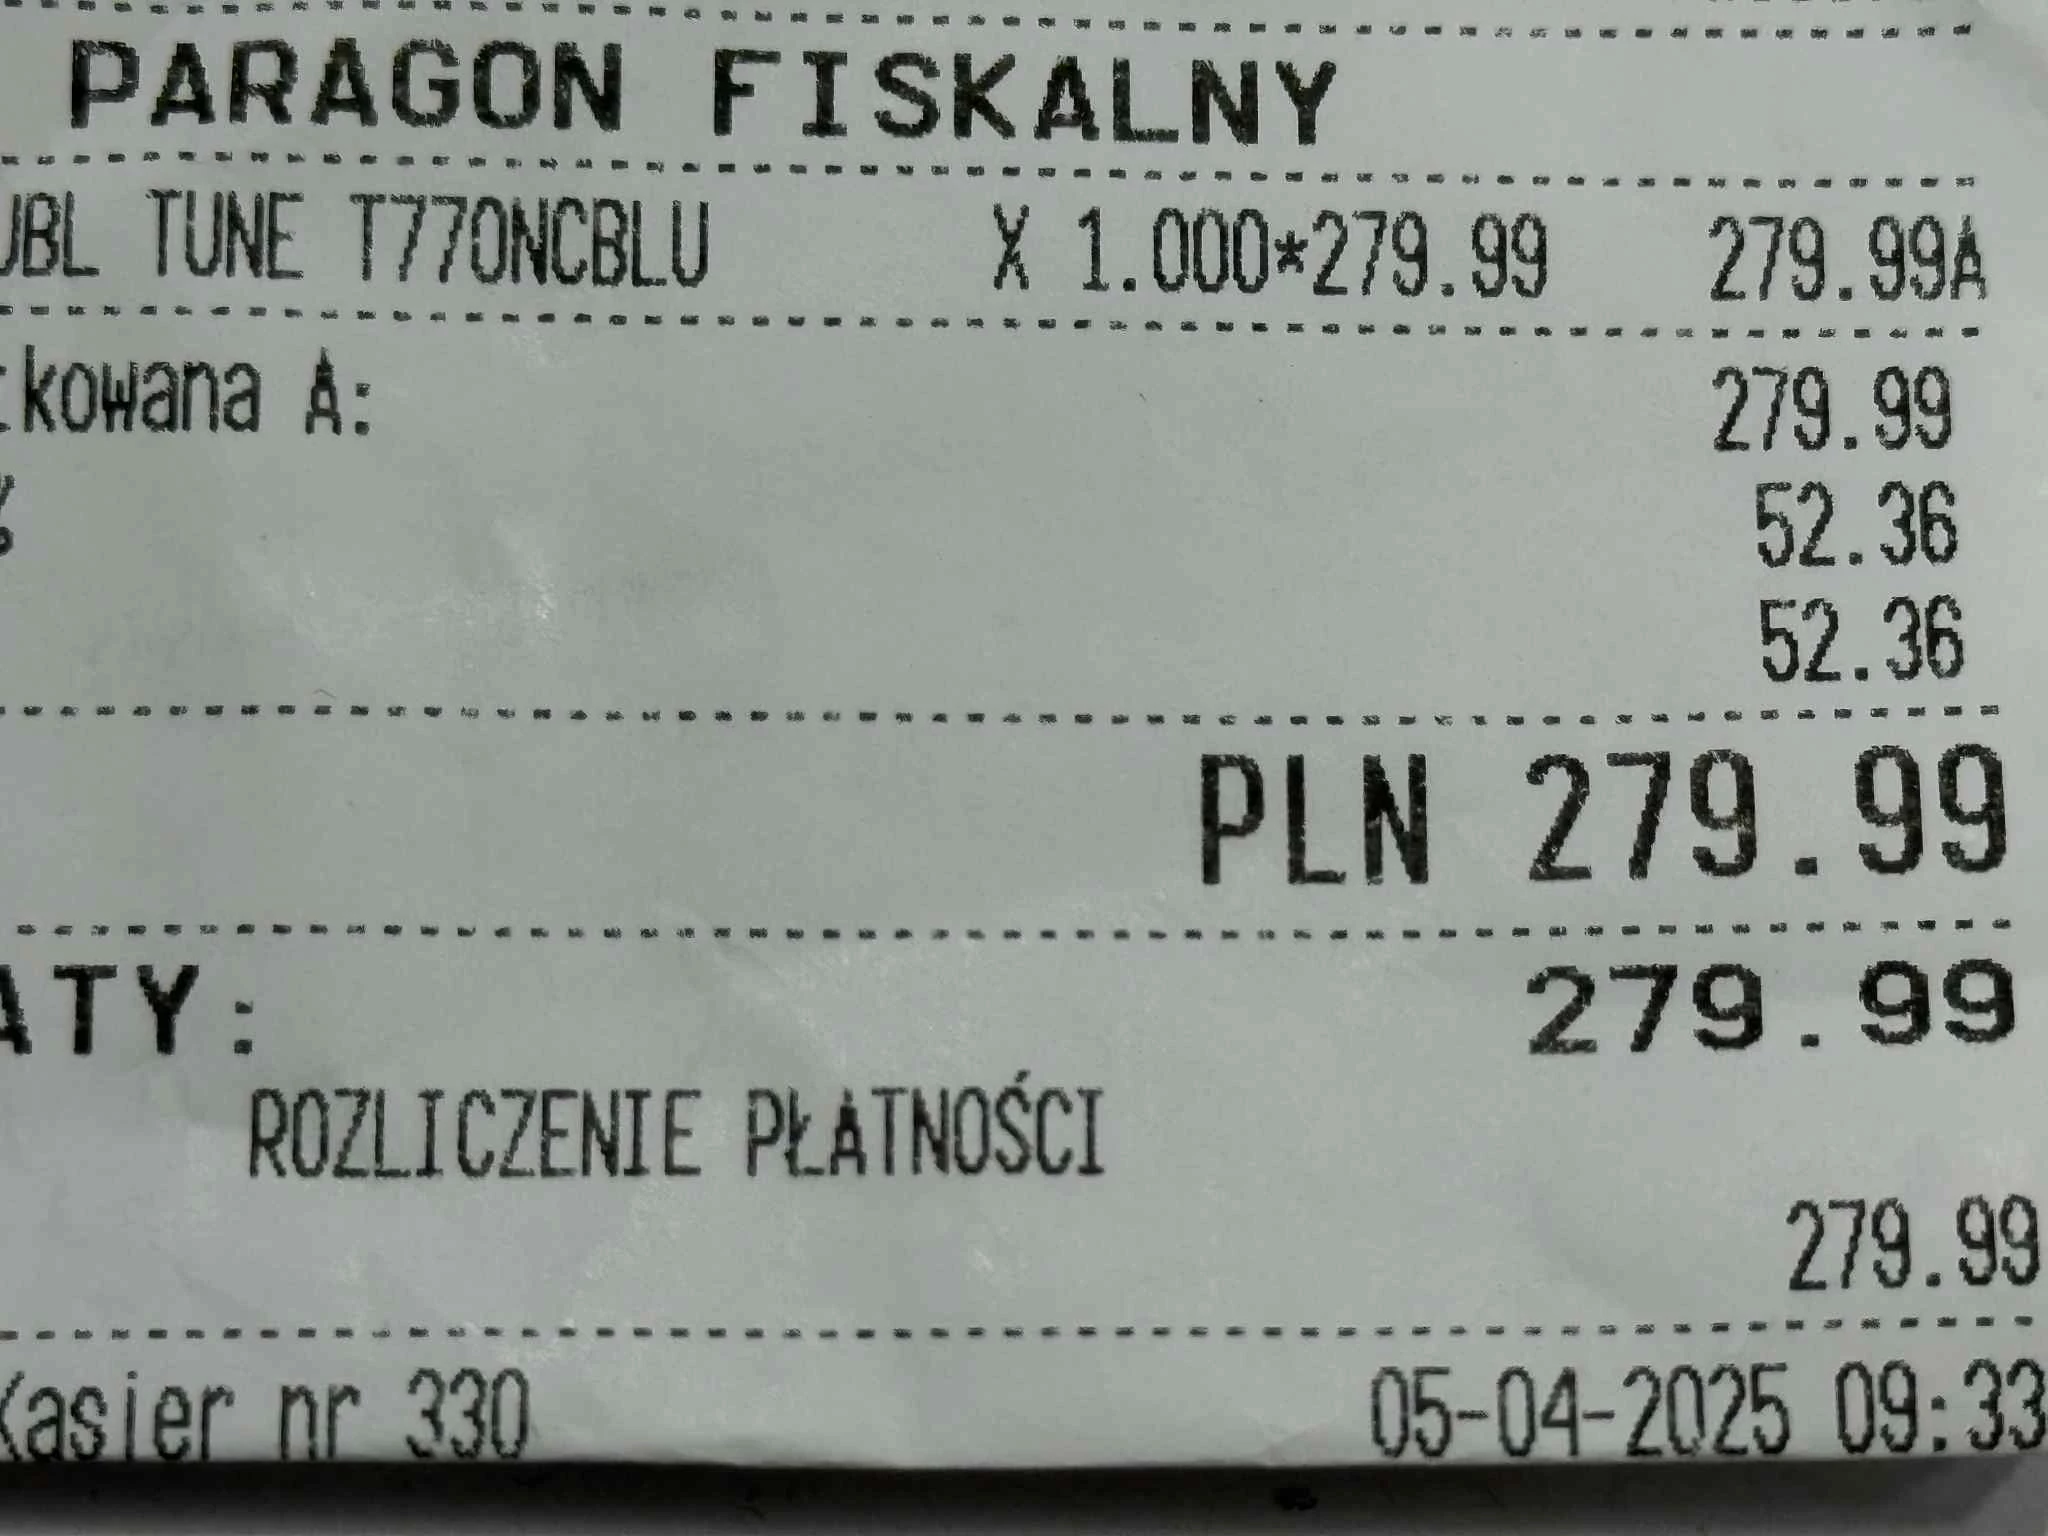 PARAGON FISKALNY
JBL TUNE T770NCBLU X 1.000*279.99 279.99A
kowana A: 279.99
% 52.36
52.36
PLN 279.99
ATY: 279.99
ROZLICZENIE PŁATNOŚCI
279.99
Kasjer nr 330 05-04-2025 09:33